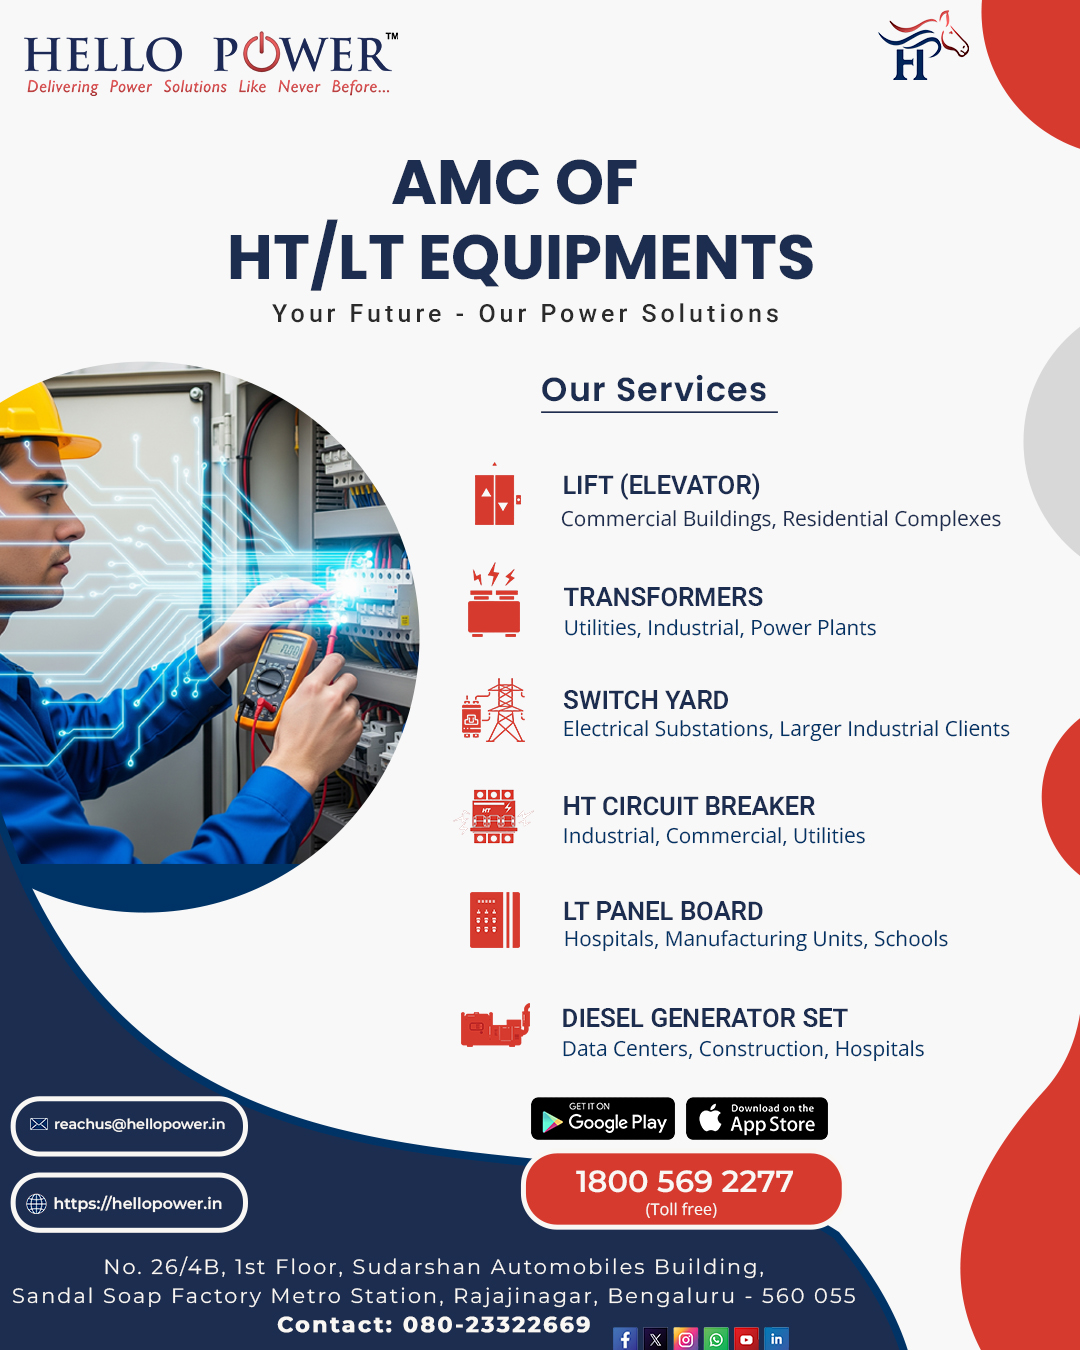 HELLO POWER™
Delivering Power Solutions Like Never Before...
H
AMC OF
HT/LT EQUIPMENTS
Your Future - Our Power Solutions
Our Services
LIFT (ELEVATOR)
Commercial Buildings, Residential Complexes
TRANSFORMERS
Utilities, Industrial, Power Plants
SWITCH YARD
Electrical Substations, Larger Industrial Clients
HT
HT CIRCUIT BREAKER
Industrial, Commercial, Utilities
LT PANEL BOARD
Hospitals, Manufacturing Units, Schools
DIESEL GENERATOR SET
Data Centers, Construction, Hospitals
reachus@hellopower.in
https://hellopower.in
GET IT ON
Google Play
Download on the
App Store
1800 569 2277
(Toll free)
No. 26/4B, 1st Floor, Sudarshan Automobiles Building,
Sandal Soap Factory Metro Station, Rajajinagar, Bengaluru - 560 055
Contact: 080-23322669